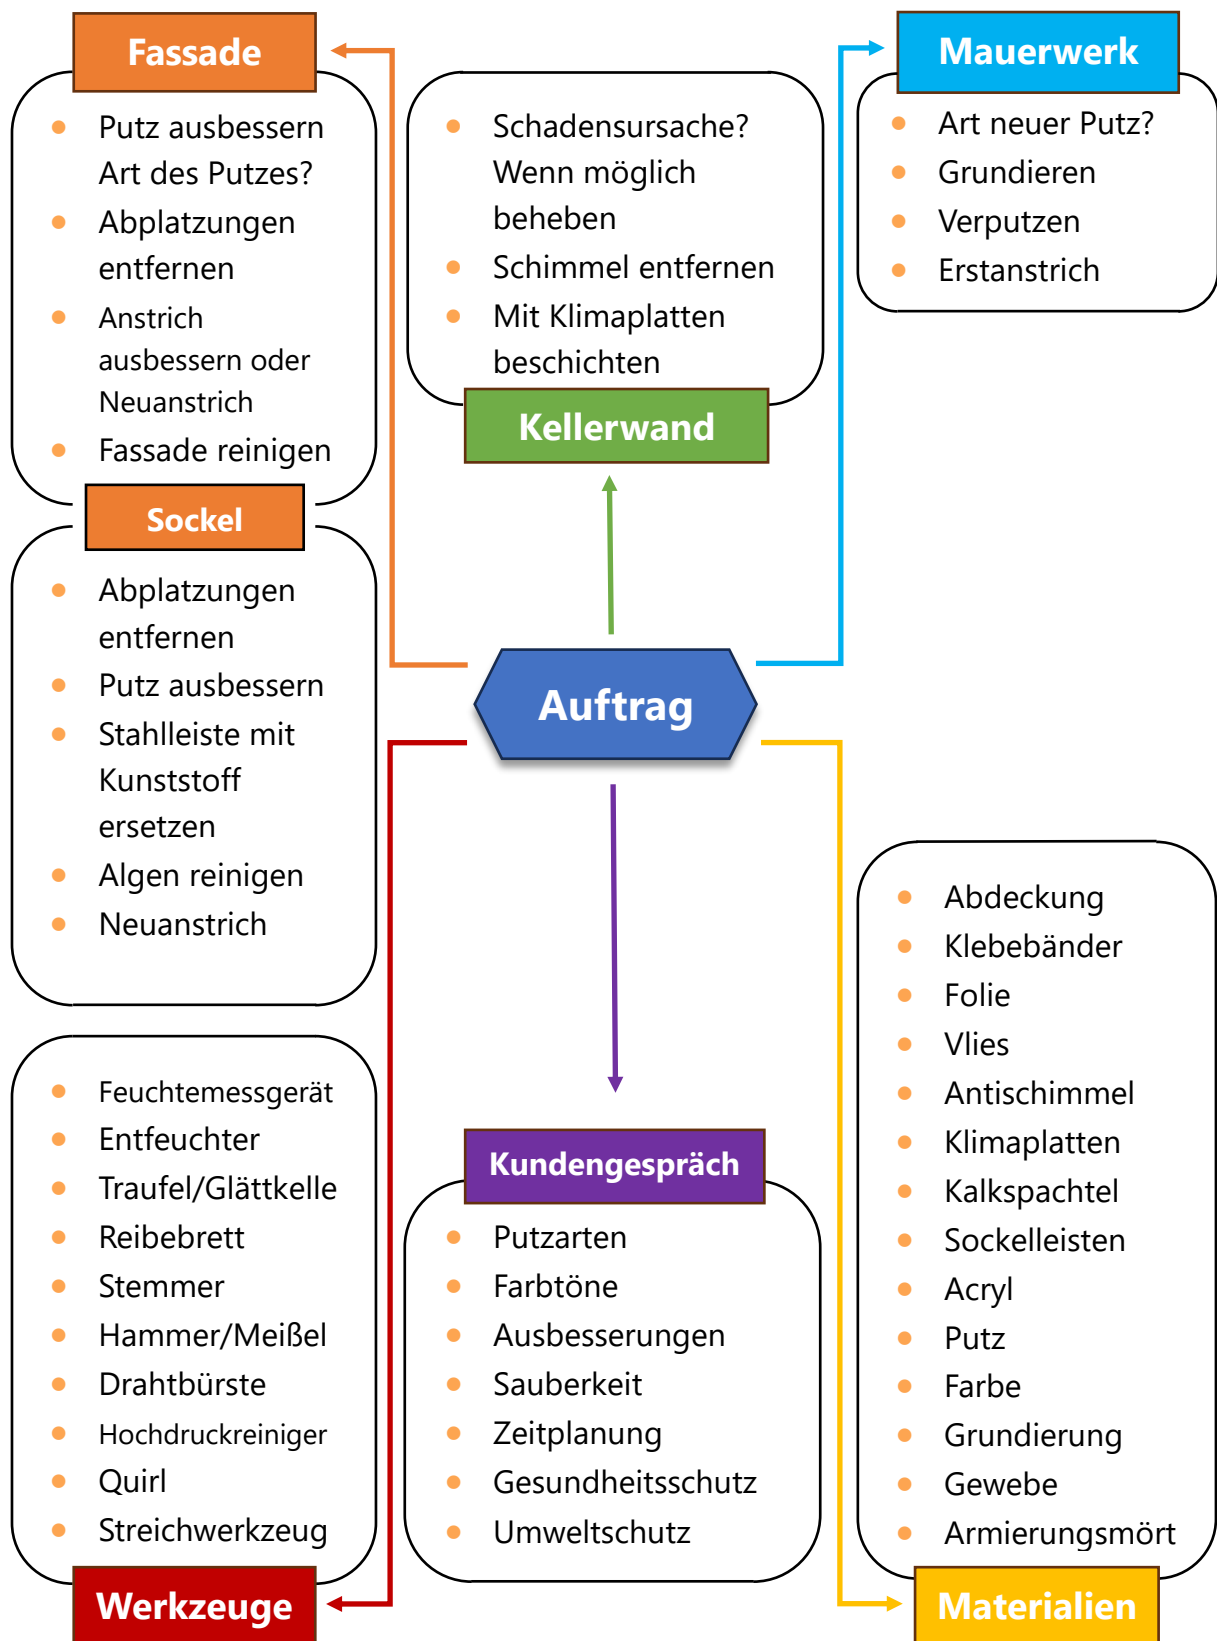 Fassade
Putz ausbessern
Art des Putzes?
Abplatzungen
entfernen
Anstrich
ausbessern oder
Neuanstrich
Fassade reinigen
Sockel
Abplatzungen
entfernen
Putz ausbessern
Stahlleiste mit
Kunststoff
ersetzen
Algen reinigen
Neuanstrich
Schadensursache?
Wenn möglich
beheben
Schimmel entfernen
Mit Klimaplatten
beschichten
Kellerwand
Mauerwerk
Art neuer Putz?
Grundieren
Verputzen
Erstanstrich
Auftrag
Feuchtemessgerät
Entfeuchter
Traufel/Glättkelle
Reibebrett
Stemmer
Hammer/Meißel
Drahtbürste
Hochdruckreiniger
Quirl
Streichwerkzeug
Werkzeuge
Kundengespräch
Putzarten
Farbtöne
Ausbesserungen
Sauberkeit
Zeitplanung
Gesundheitsschutz
Umweltschutz
Abdeckung
Klebebänder
Folie
Vlies
Antischimmel
Klimaplatten
Kalkspachtel
Sockelleisten
Acryl
Putz
Farbe
Grundierung
Gewebe
Armierungsmört
Materialien